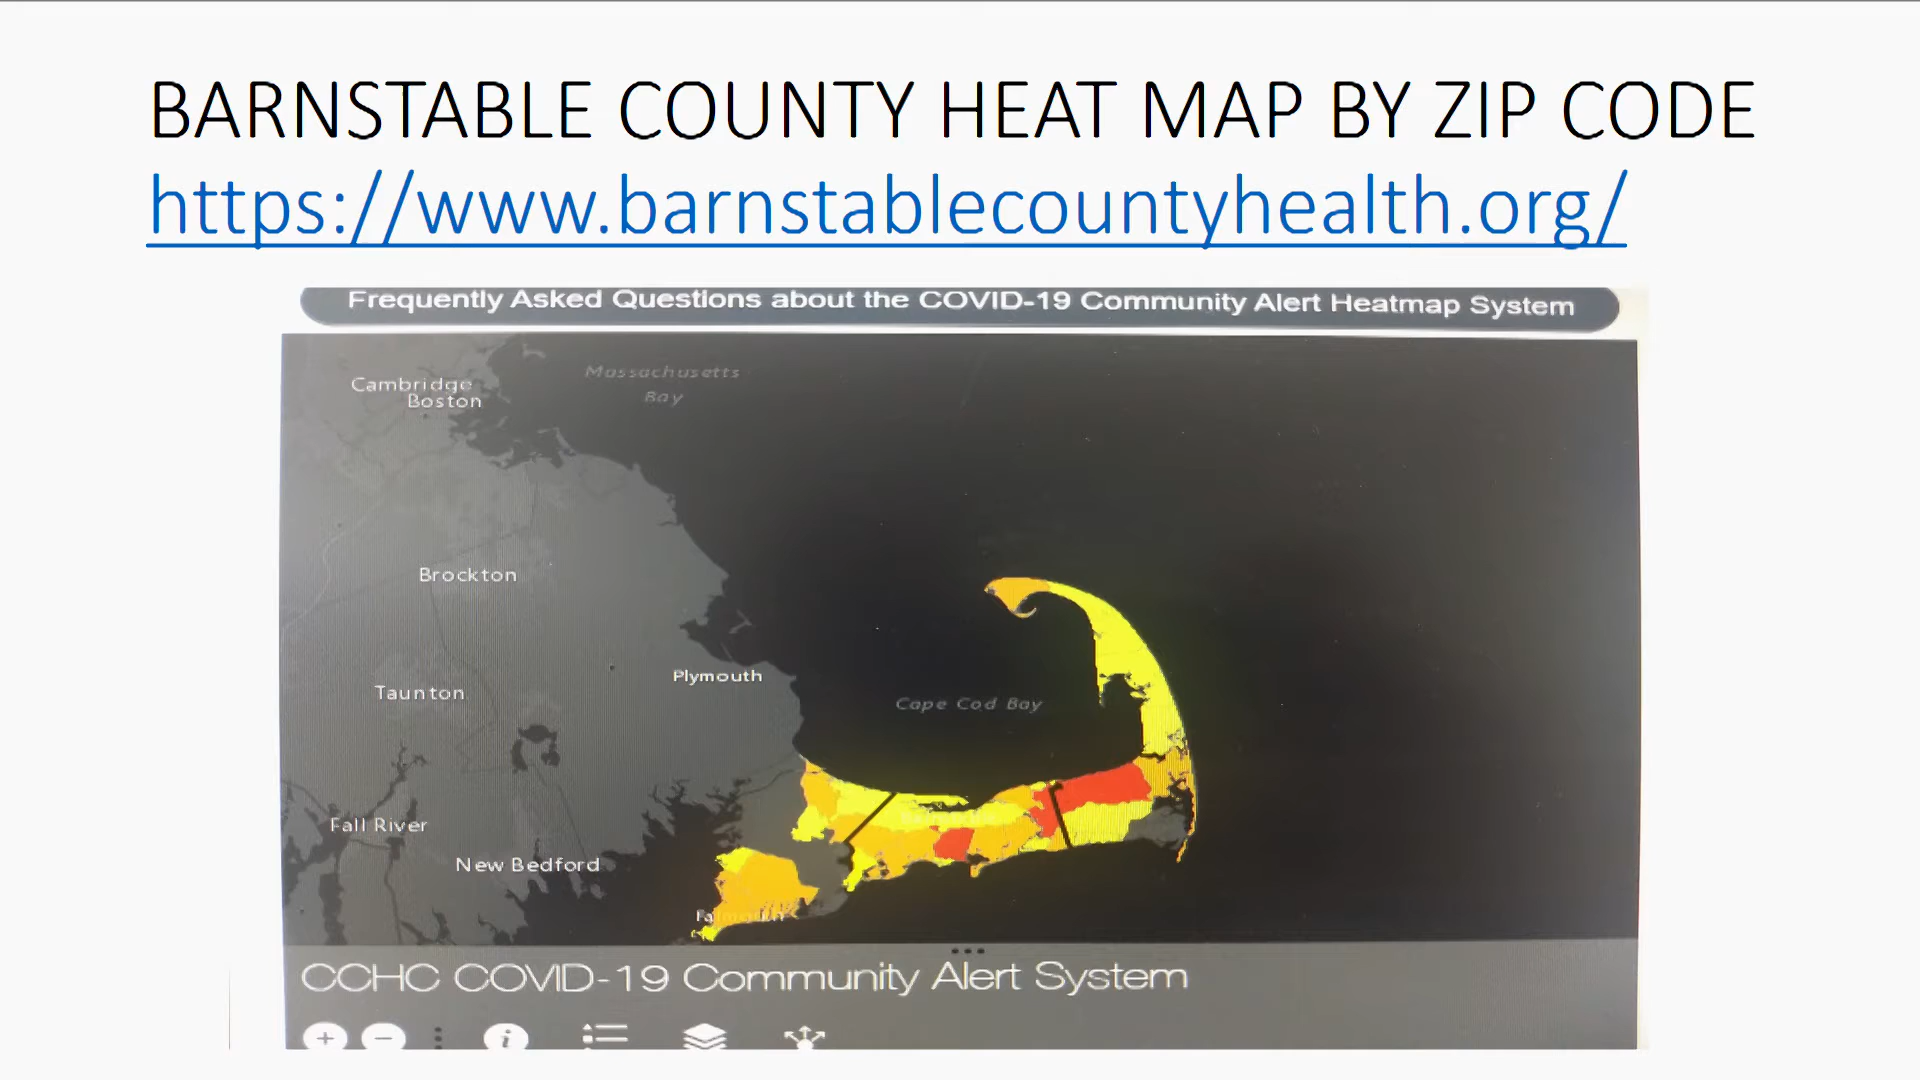 BARNSTABLE COUNTY HEAT MAP BY ZIP CODE
https://www.barnstablecountyhealth.org/
Frequently Asked Questions about the COVID-19 Community Alert Heatmap System
Massachusetts
Bay
Cambridge
Boston
Brockton
Plymouth
Taunton
Cape Cod Bay
Fall River
New Bedford
Falmouth
CCHC COVID-19 Community Alert System